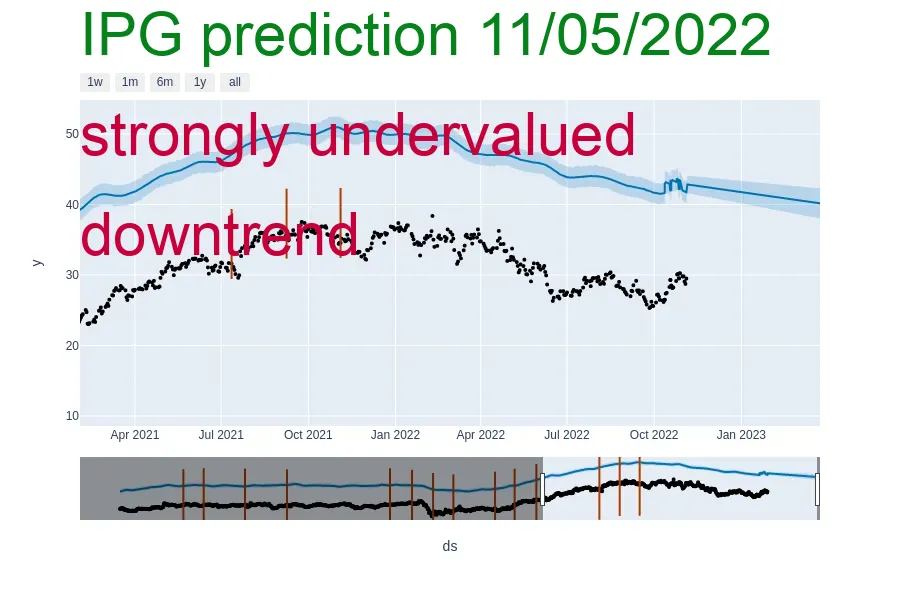 IPG prediction 11/05/2022
1w 1m 6m 1y all
strongly undervalued
downtrend
50
40
30
20
10
y
Apr 2021 Jul 2021 Oct 2021 Jan 2022 Apr 2022 Jul 2022 Oct 2022 Jan 2023
ds